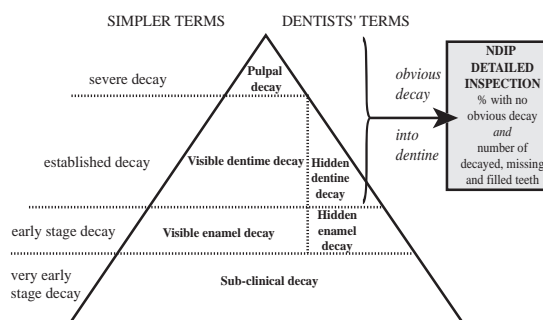 SIMPLER TERMS
DENTISTS' TERMS
severe decay
Pulpal
decay
established decay
Visible dentime decay
Hidden
dentine
decay
early stage decay
Visible enamel decay
Hidden
enamel
decay
very early
stage decay
Sub-clinical decay
obvious
decay
into
dentine
NDIP
DETAILED
INSPECTION
% with no
obvious decay
and
number of
decayed, missing
and filled teeth